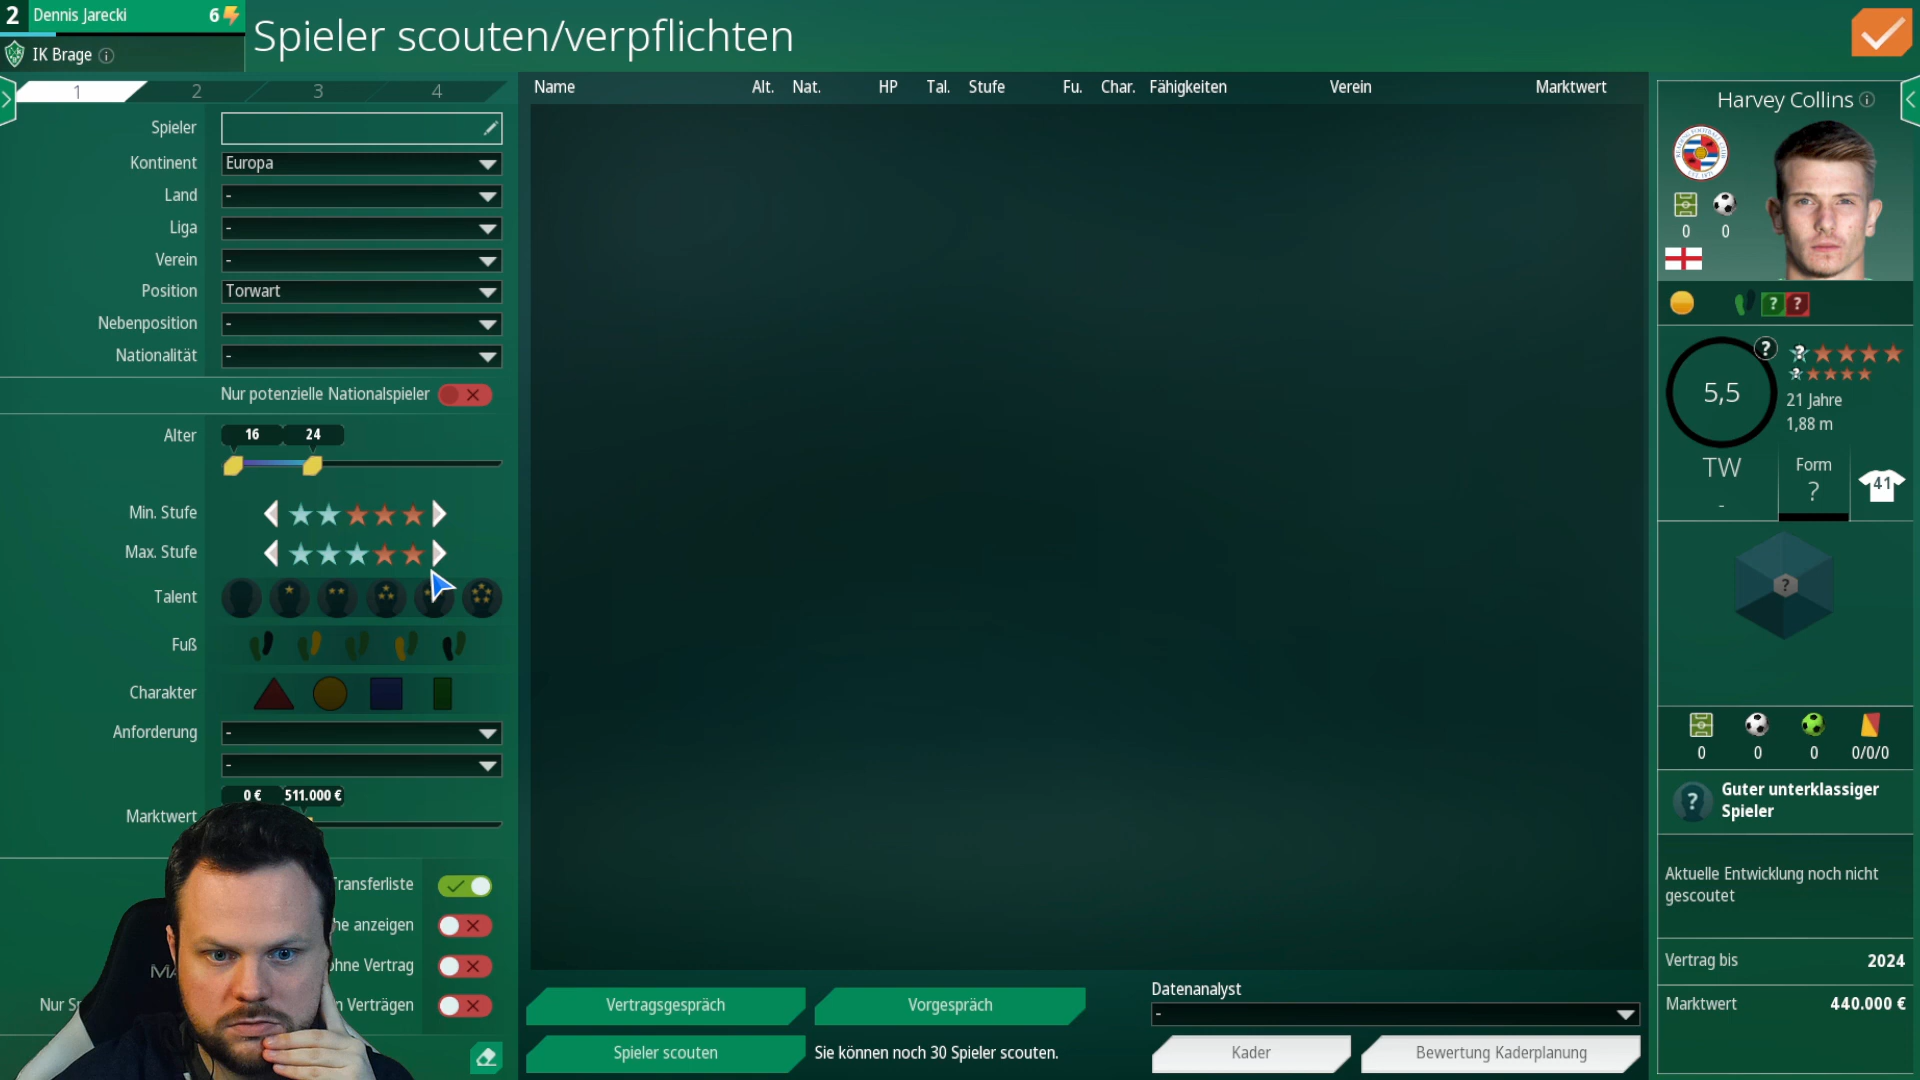 2 Dennis Jarecki 6
IK Brage
Spieler scouten/verpflichten
1 2 3 4
Spieler
Kontinent Europa
Land -
Liga -
Verein -
Position Torwart
Nebenposition -
Nationalität -
Nur potenzielle Nationalspieler
Alter 16 24
Min. Stufe
Max. Stufe
Talent
Fuß
Charakter
Anforderung -
-
0 € 511.000 €
Marktwert
Transferliste
he anzeigen
ohne Vertrag
Nur Sp n Verträgen
Name Alt. Nat. HP Tal. Stufe Fu. Char. Fähigkeiten Verein Marktwert
Vertragsgespräch Vorgespräch
Spieler scouten Sie können noch 30 Spieler scouten.
Datenanalyst
-
Kader Bewertung Kaderplanung
Harvey Collins
0 0
? ?
5,5 ?
21 Jahre
1,88 m
TW
-
Form
?
41
?
0 0 0 0/0/0
? Guter unterklassiger
Spieler
Aktuelle Entwicklung noch nicht
gescoutet
Vertrag bis 2024
Marktwert 440.000 €